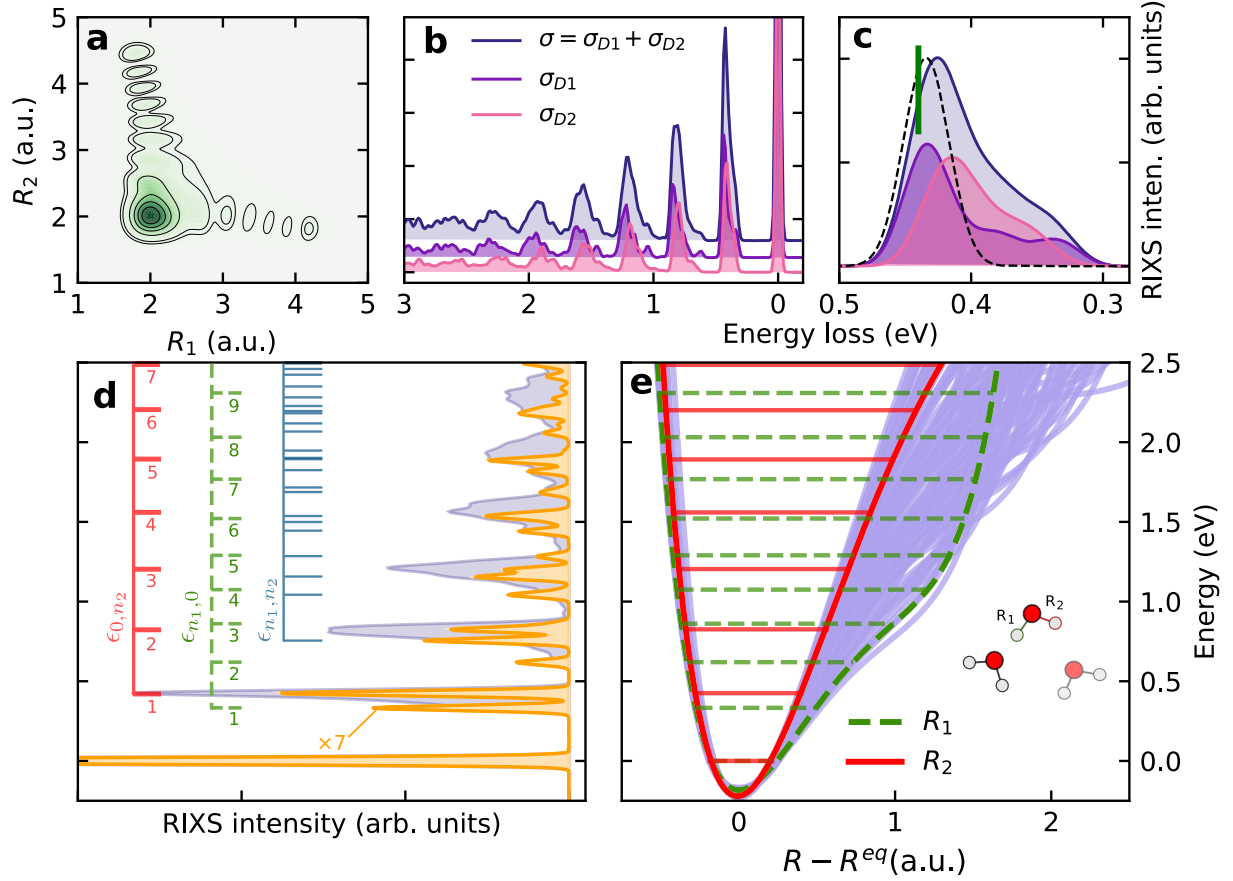 a
R₂ (a.u.)
5
4
3
2
1
1 2 3 4 5
R₁ (a.u.)
b
σ = σ_D1 + σ_D2
σ_D1
σ_D2
3 2 1 0
c
0.5 0.4 0.3
Energy loss (eV)
RIXS inten. (arb. units)
d
7
6
5
4
3
2
1
ϵ₀,ₙ₂
9
8
7
6
5
4
3
2
1
ϵₙ₁,₀
ϵₙ₁,ₙ₂
×7
RIXS intensity (arb. units)
e
2.5
2.0
1.5
1.0
0.5
0.0
Energy (eV)
R₁ R₂
R₁
R₂
0 1 2
R − R^eq(a.u.)